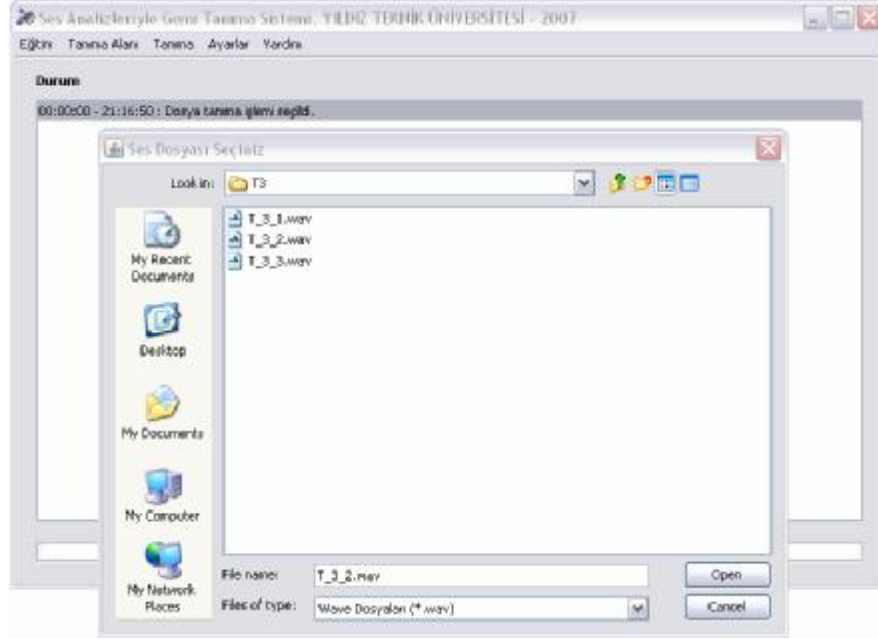 Ses Analizleriyle Gemi Tanıma Sistemi, YILDIZ TEKNİK ÜNİVERSİTESİ - 2007
Eğitim Tanıma Alanı Tanıma Ayarlar Yardım
Durum
00:00:00 - 21:16:50 : Dosya tanıma işlemi seçildi.
Ses Dosyası Seçiniz
Look in: T3
T_3_1.wav
T_3_2.wav
T_3_3.wav
My Recent
Documents
Desktop
My Documents
My Computer
My Network
Places
File name: T_3_2.wav
Open
Files of type: Wave Dosyaları (*.wav)
Cancel